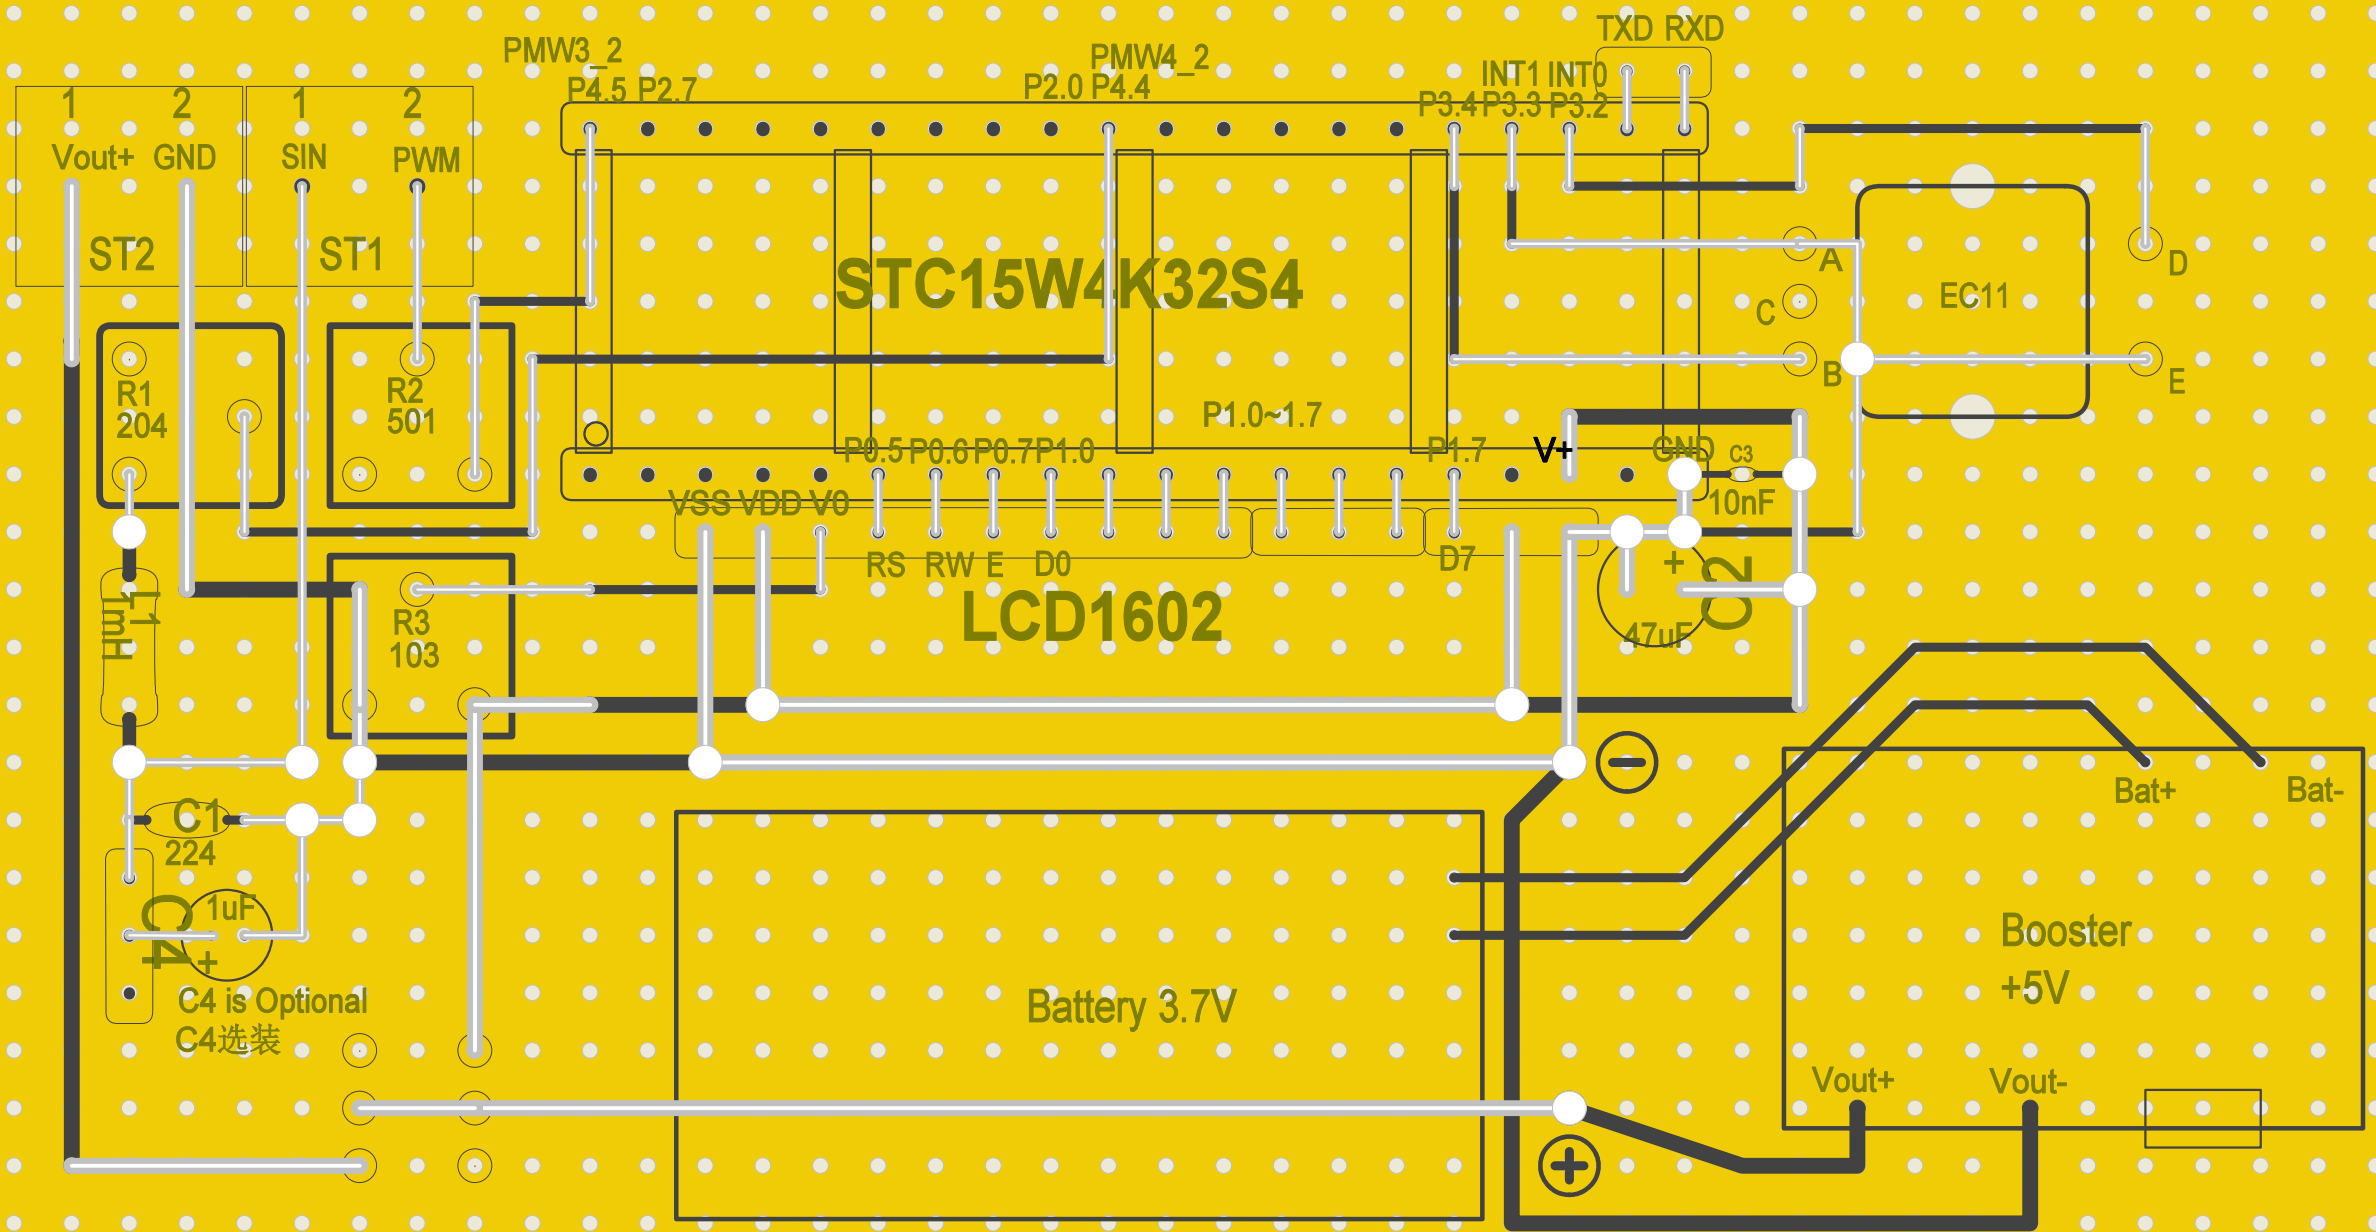 TXD RXD
PMW3_2
PMW4_2
INT1 INT0
P4.5 P2.7
P2.0 P4.4
P3.4 P3.3 P3.2
1 2
1 2
Vout+ GND
SIN PWM
ST2
ST1
STC15W4K32S4
A
D
C
EC11
B
E
R1
204
R2
501
P1.0~1.7
P0.5 P0.6 P0.7 P1.0
P1.7
V+
GND
C3
10nF
VSS VDD V0
RS RW E D0
D7
+
C2
47uF
LCD1602
L1
1mH
R3
103
−
Bat+
Bat-
C1
224
C4
1uF
+
C4 is Optional
C4选装
Battery 3.7V
Booster
+5V
Vout+
Vout-
+